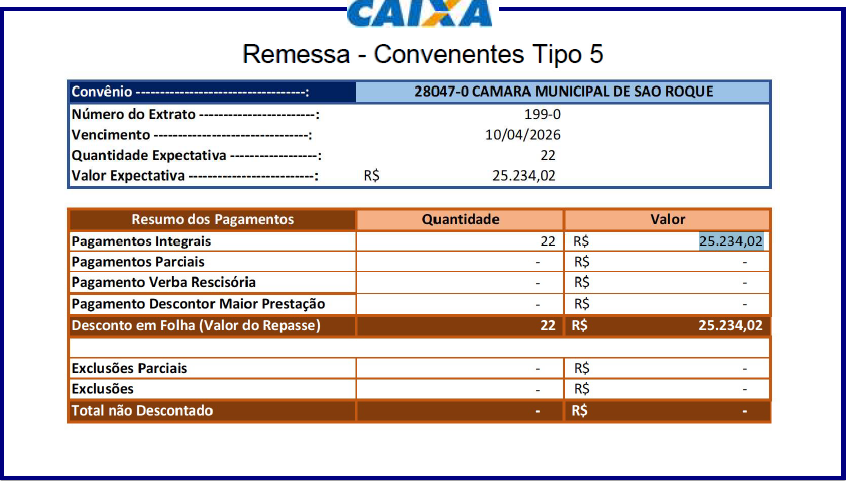 CAIXA
Remessa - Convenentes Tipo 5
Convênio -----------------------------------: 28047-0 CAMARA MUNICIPAL DE SAO ROQUE
Número do Extrato ------------------------: 199-0
Vencimento --------------------------------: 10/04/2026
Quantidade Expectativa ------------------: 22
Valor Expectativa --------------------------: R$ 25.234,02
Resumo dos Pagamentos Quantidade Valor
Pagamentos Integrais 22 R$ 25.234,02
Pagamentos Parciais - R$ -
Pagamento Verba Rescisória - R$ -
Pagamento Descontor Maior Prestação - R$ -
Desconto em Folha (Valor do Repasse) 22 R$ 25.234,02
Exclusões Parciais - R$ -
Exclusões - R$ -
Total não Descontado - R$ -